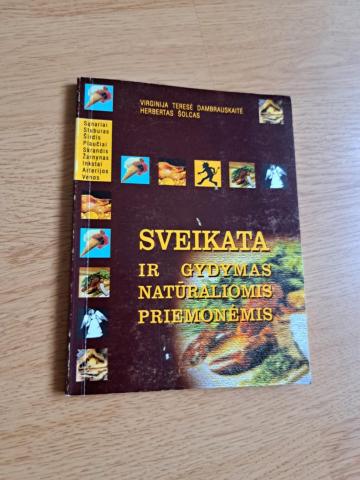 VIRGINIJA TERESĖ DAMBRAUSKAITĖ
HERBERTAS ŠOLCAS
Sąnariai
Stuburas
Širdis
Plaučiai
Skrandis
Žarnynas
Inkstai
Arterijos
Venos
SVEIKATA
IR GYDYMAS
NATŪRALIOMIS
PRIEMONĖMIS